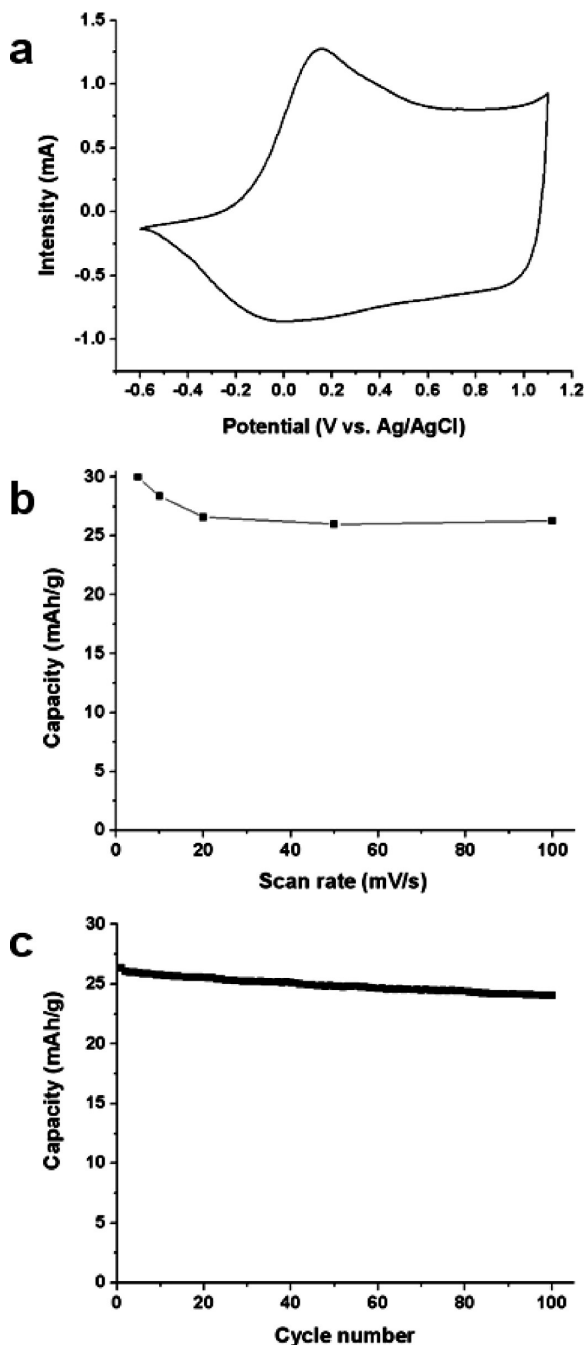 a
1.5
1.0
0.5
0.0
-0.5
-1.0
Intensity (mA)
-0.6 -0.4 -0.2 0.0 0.2 0.4 0.6 0.8 1.0 1.2
Potential (V vs. Ag/AgCl)
b
30
25
20
15
10
5
0
Capacity (mAh/g)
0 20 40 60 80 100
Scan rate (mV/s)
c
30
25
20
15
10
5
0
Capacity (mAh/g)
0 20 40 60 80 100
Cycle number